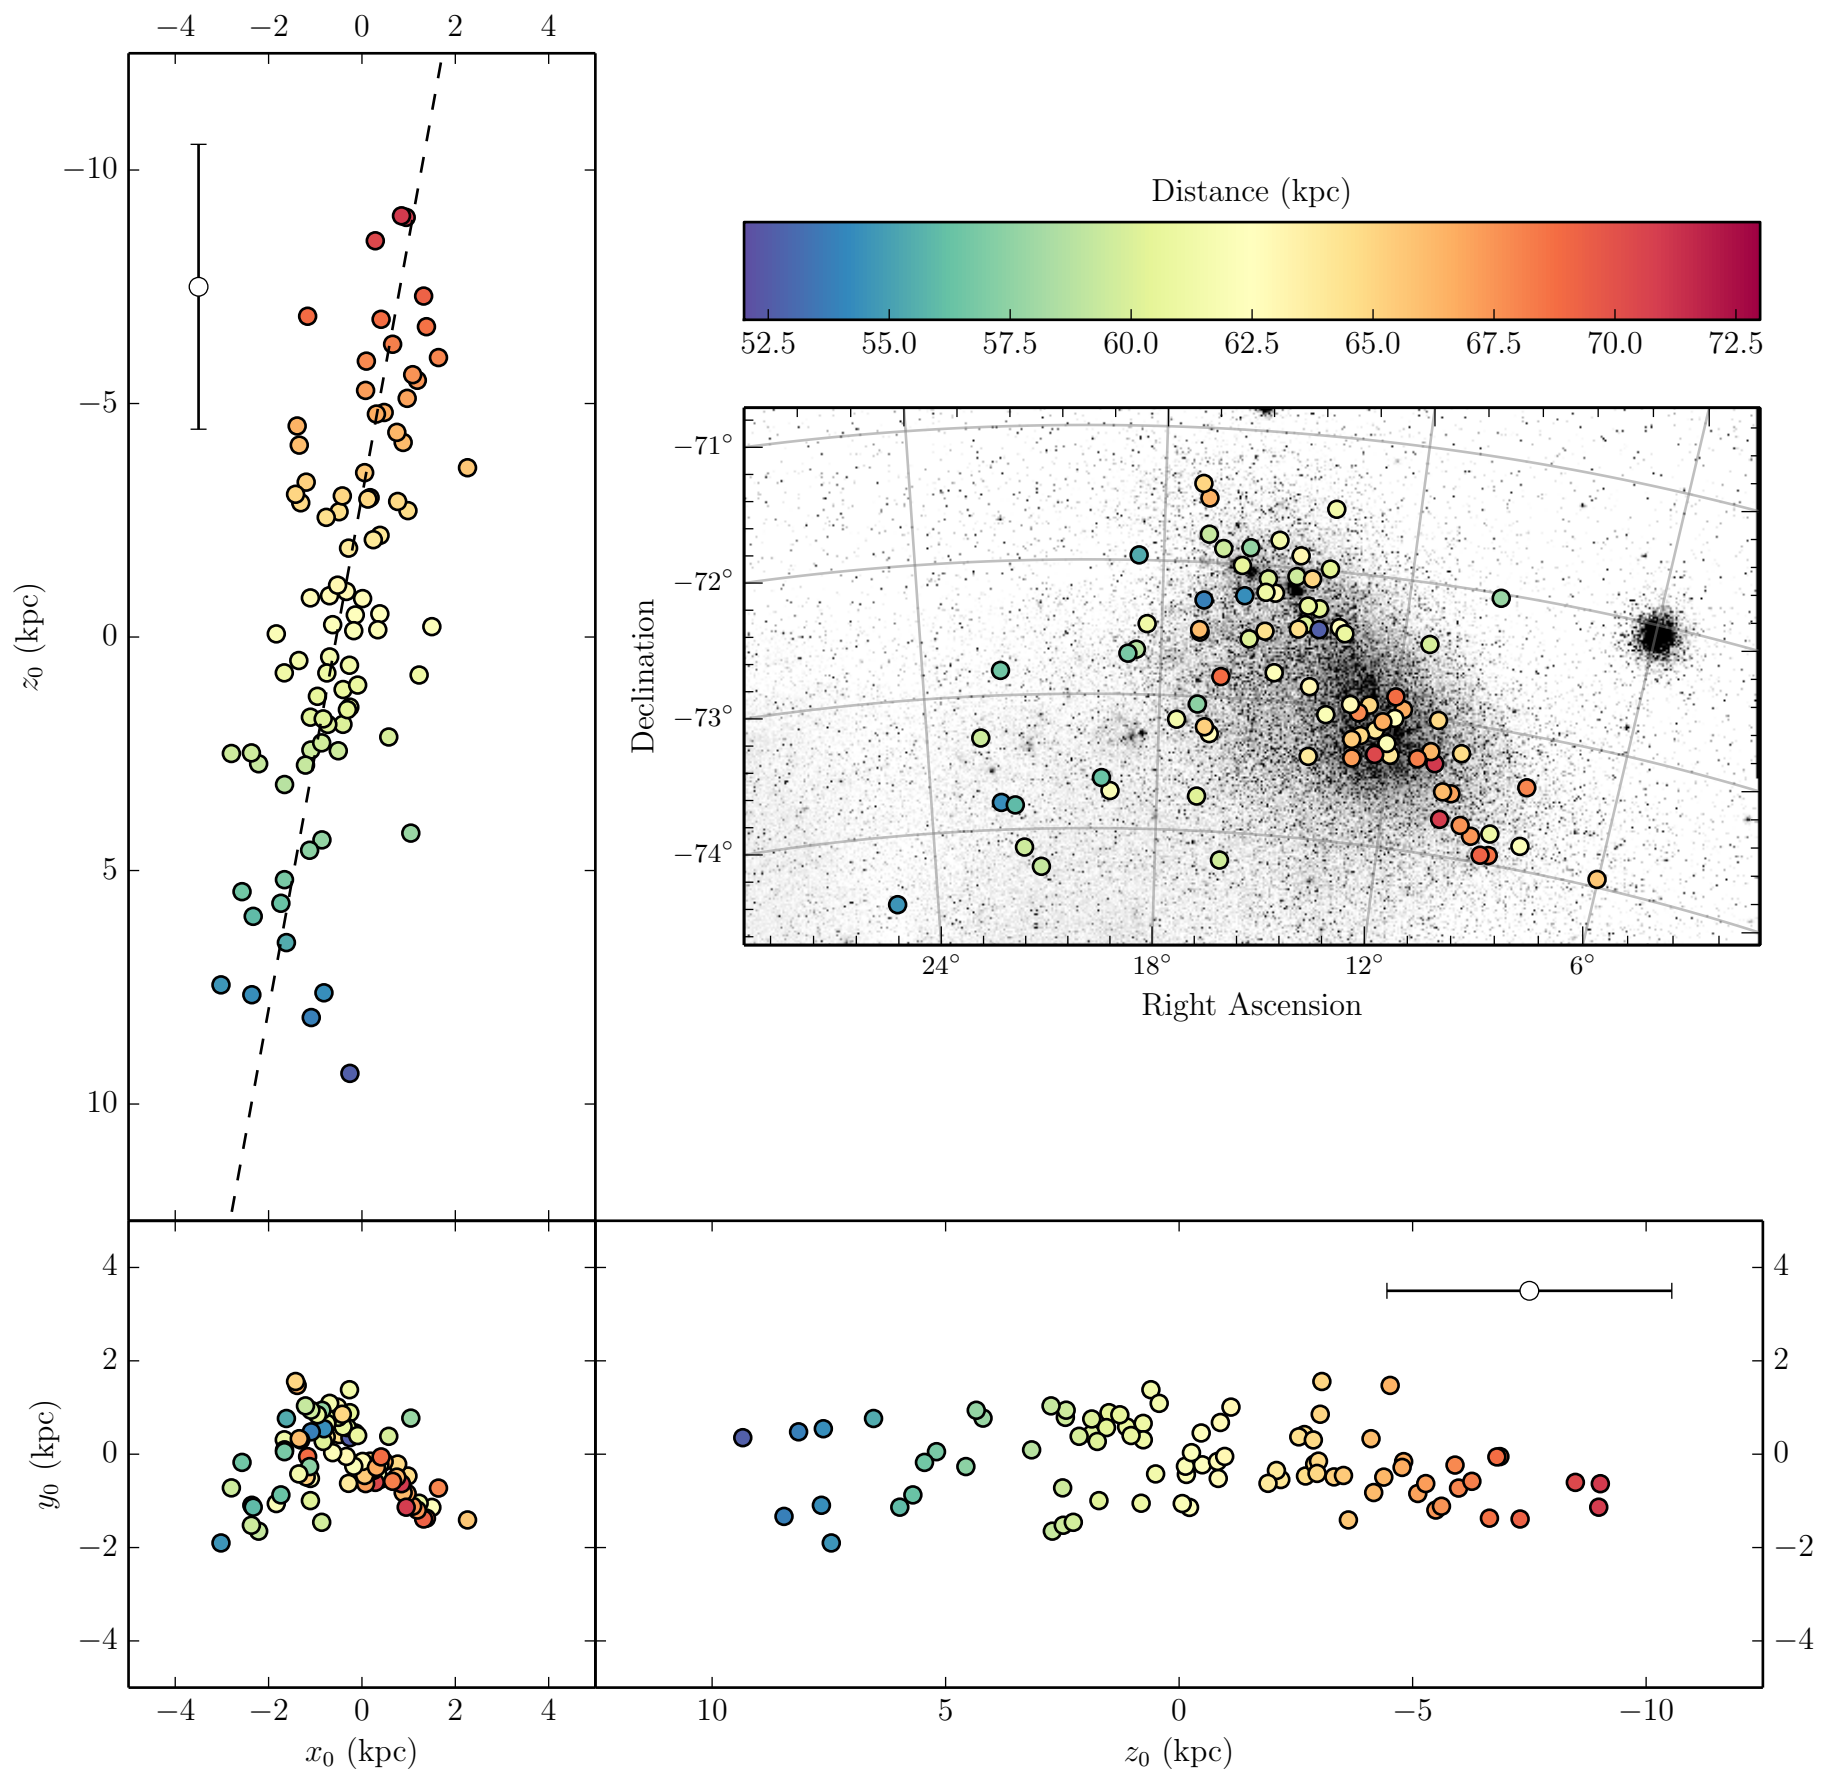 −4 −2 0 2 4
−10
−5
0
5
10
z0 (kpc)
Distance (kpc)
52.5 55.0 57.5 60.0 62.5 65.0 67.5 70.0 72.5
−71°
−72°
−73°
−74°
Declination
24° 18° 12° 6°
Right Ascension
4 4
2 2
0 0
−2 −2
−4 −4
y0 (kpc)
−4 −2 0 2 4 10 5 0 −5 −10
x0 (kpc) z0 (kpc)